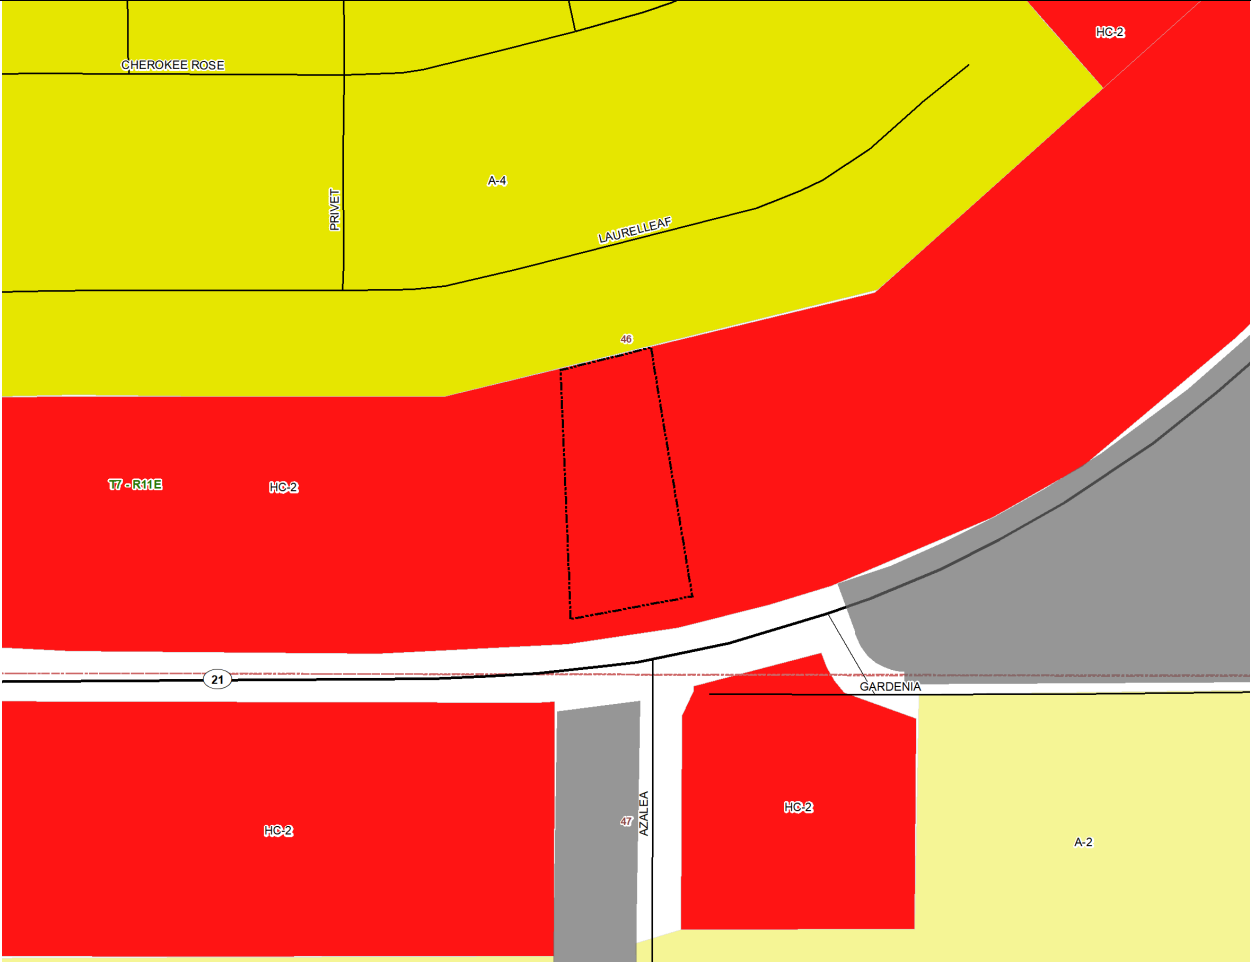 HC-2
CHEROKEE ROSE
A-4
PRIVET
LAURELLEAF
46
T7 - R11E
HC-2
21
GARDENIA
HC-2
47
AZALEA
HC-2
A-2